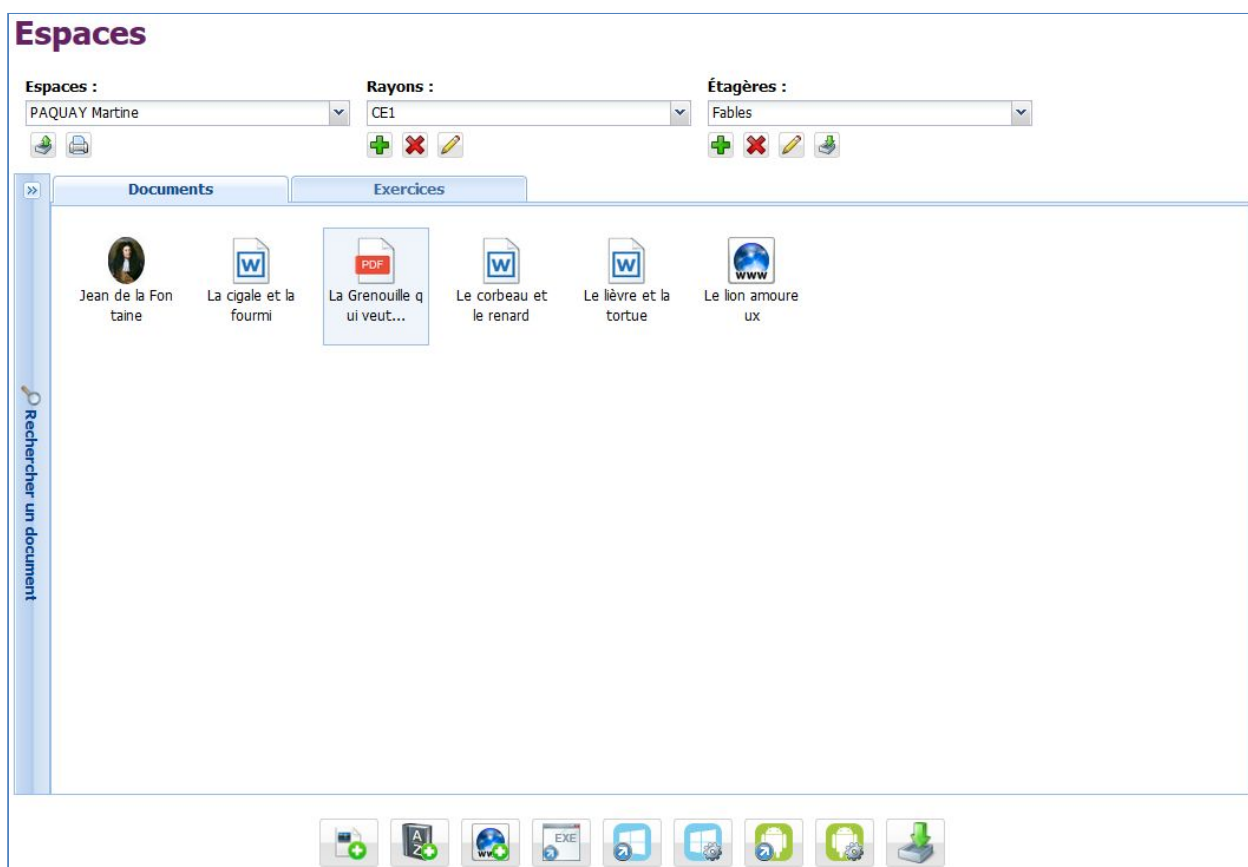 Espaces
Espaces :
Rayons :
Étagères :
PAQUAY Martine
CE1
Fables
Documents
Exercices
Jean de la Fon
taine
La cigale et la
fourmi
PDF
La Grenouille q
ui veut...
Le corbeau et
le renard
Le lièvre et la
tortue
www
Le lion amoure
ux
Rechercher un document
A
Z
www
EXE